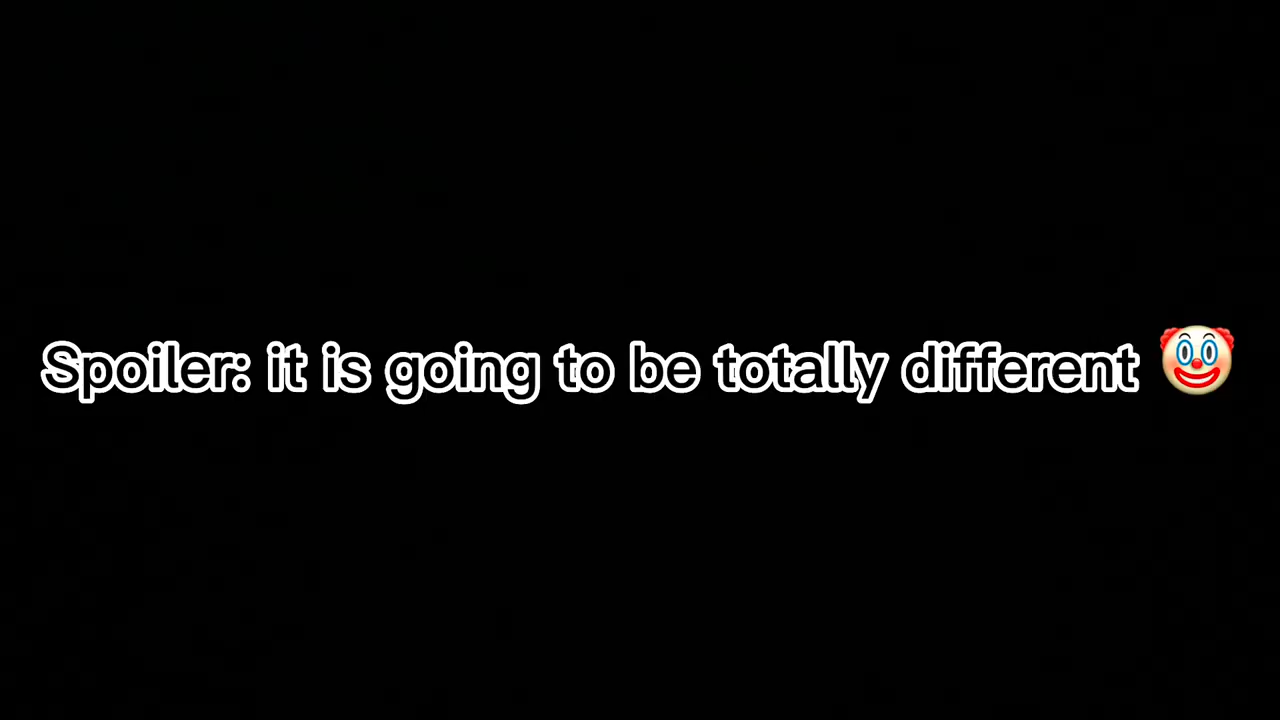 Spoiler: it is going to be totally different 🤡